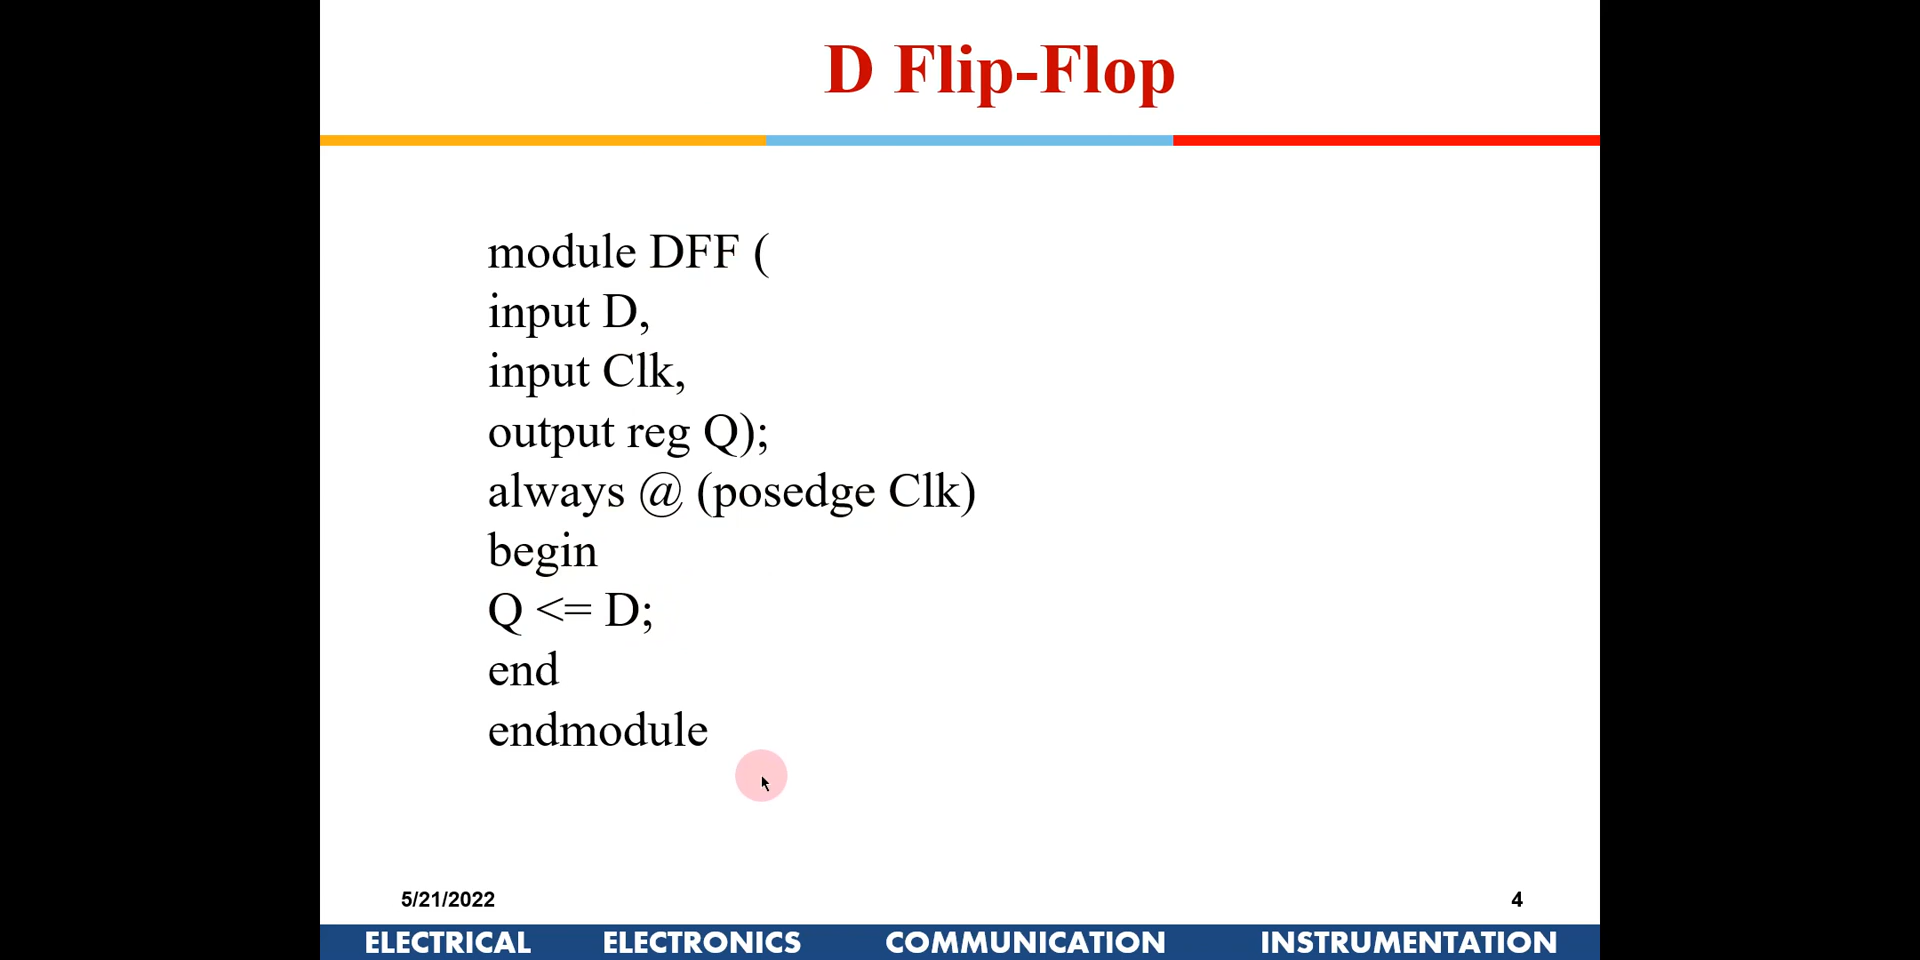 D Flip-Flop
module DFF (
input D,
input Clk,
output reg Q);
always @ (posedge Clk)
begin
Q <= D;
end
endmodule
5/21/2022
4
ELECTRICAL ELECTRONICS COMMUNICATION INSTRUMENTATION